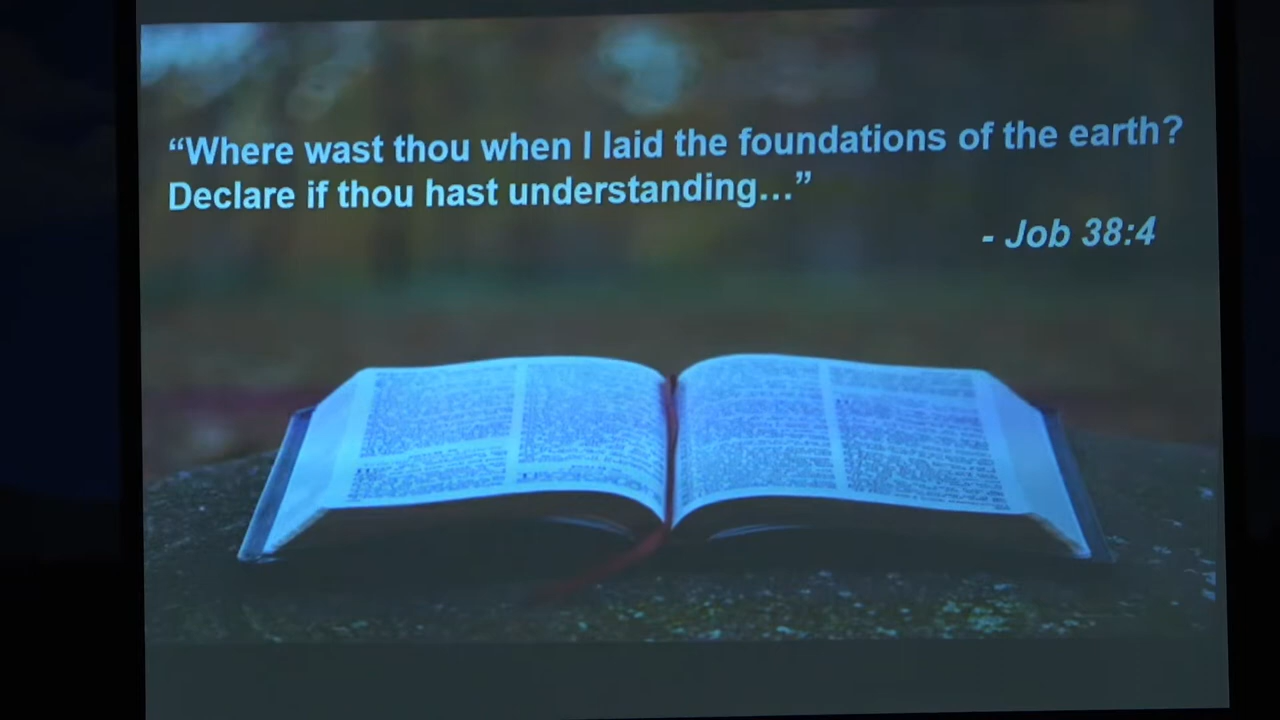 “Where wast thou when I laid the foundations of the earth?
Declare if thou hast understanding...”
- Job 38:4